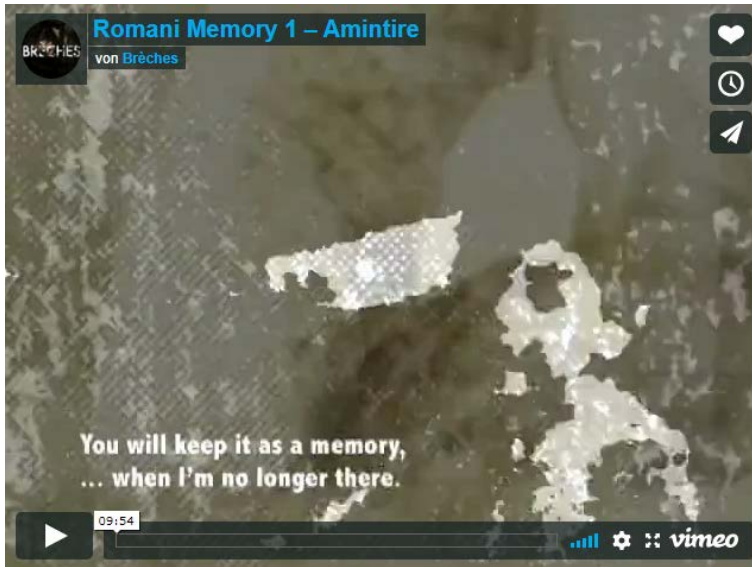 BRÈCHES
Romani Memory 1 – Amintire
von Brèches
You will keep it as a memory,
... when I'm no longer there.
09:54
vimeo